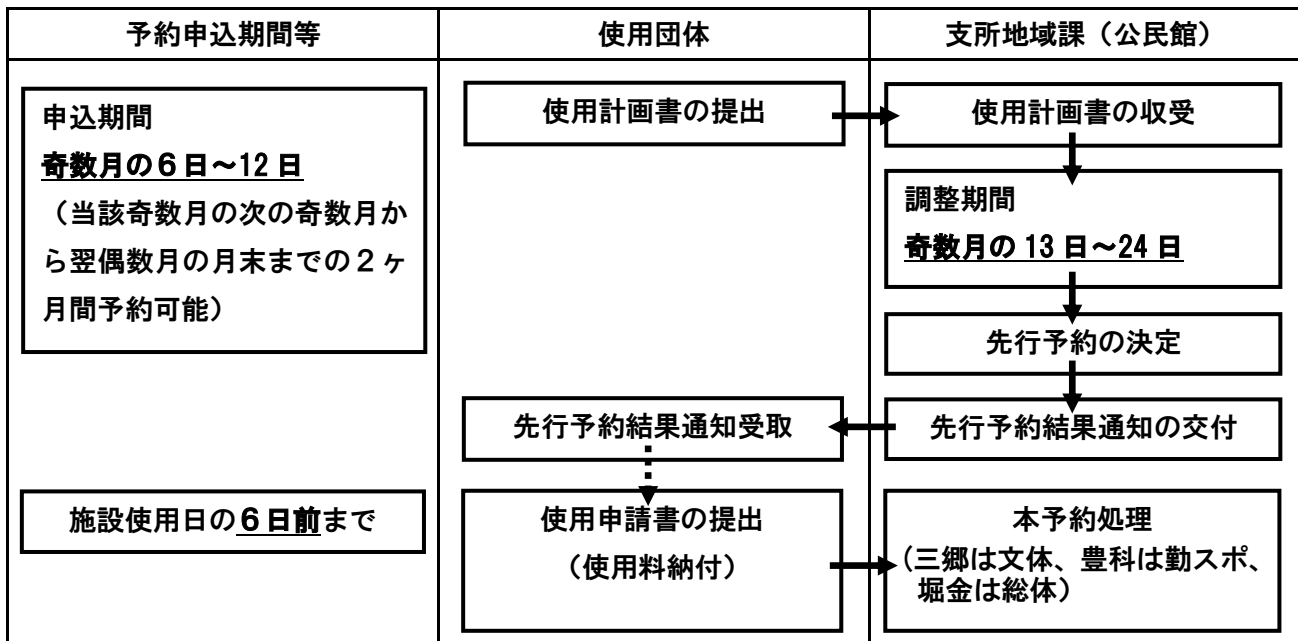 予約申込期間等
使用団体
支所地域課（公民館）
申込期間
奇数月の６日～12日
（当該奇数月の次の奇数月か
ら翌偶数月の月末までの２ヶ
月間予約可能）
使用計画書の提出
使用計画書の収受
調整期間
奇数月の13日～24日
先行予約の決定
先行予約結果通知受取
先行予約結果通知の交付
施設使用日の６日前まで
使用申請書の提出
（使用料納付）
本予約処理
（三郷は文体、豊科は勤スポ、
堀金は総体）